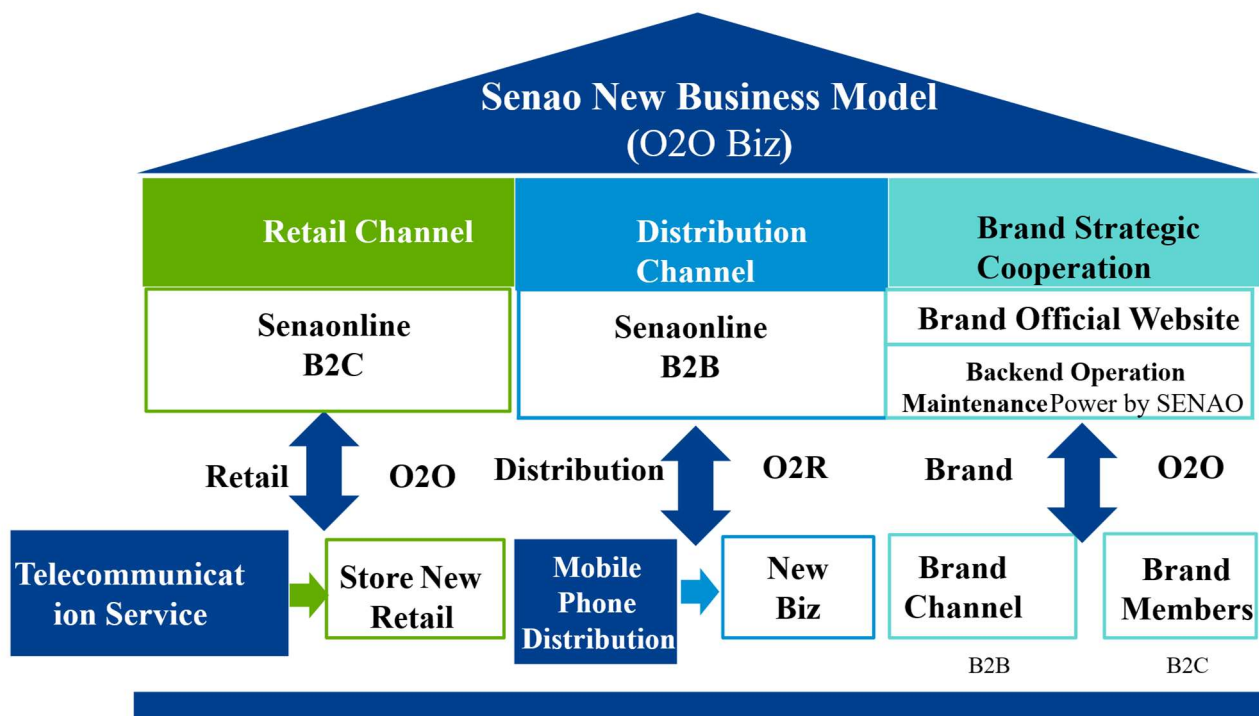 Senao New Business Model
(O2O Biz)
Retail Channel
Distribution
Channel
Brand Strategic
Cooperation
Senaonline
B2C
Senaonline
B2B
Brand Official Website
Backend Operation
MaintenancePower by SENAO
Retail
O2O
Distribution
O2R
Brand
O2O
Telecommunicat
ion Service
Store New
Retail
Mobile
Phone
Distribution
New
Biz
Brand
Channel
Brand
Members
B2B
B2C